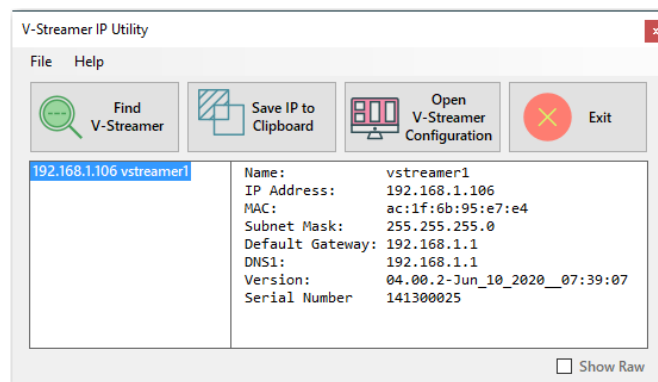 V-Streamer IP Utility
File Help
Find
V-Streamer
Save IP to
Clipboard
Open
V-Streamer
Configuration
Exit
192.168.1.106 vstreamer1
Name: vstreamer1
IP Address: 192.168.1.106
MAC: ac:1f:6b:95:e7:e4
Subnet Mask: 255.255.255.0
Default Gateway: 192.168.1.1
DNS1: 192.168.1.1
Version: 04.00.2-Jun_10_2020__07:39:07
Serial Number 141300025
Show Raw